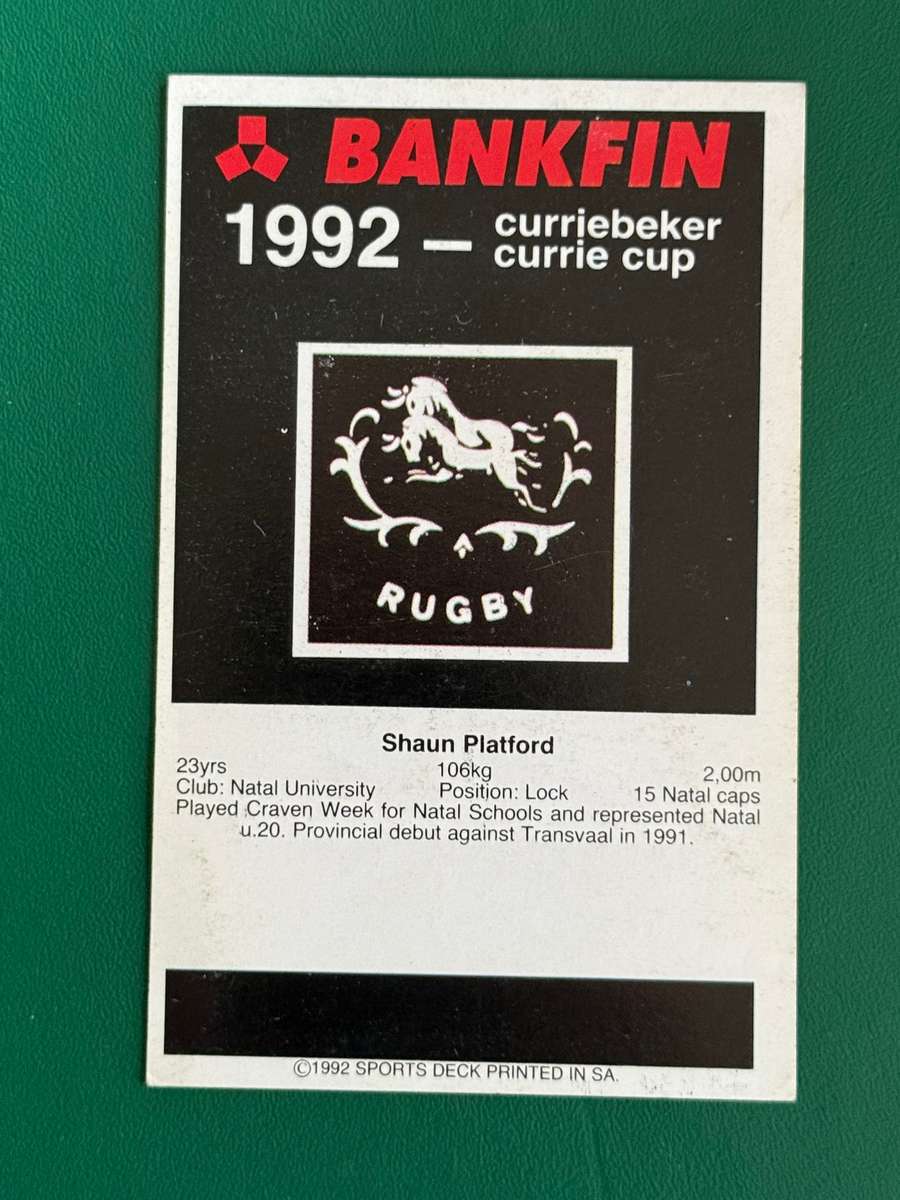 BANKFIN
1992 – curriebeker
currie cup
RUGBY
Shaun Platford
23yrs 106kg 2,00m
Club: Natal University Position: Lock 15 Natal caps
Played Craven Week for Natal Schools and represented Natal
u.20. Provincial debut against Transvaal in 1991.
©1992 SPORTS DECK PRINTED IN SA.